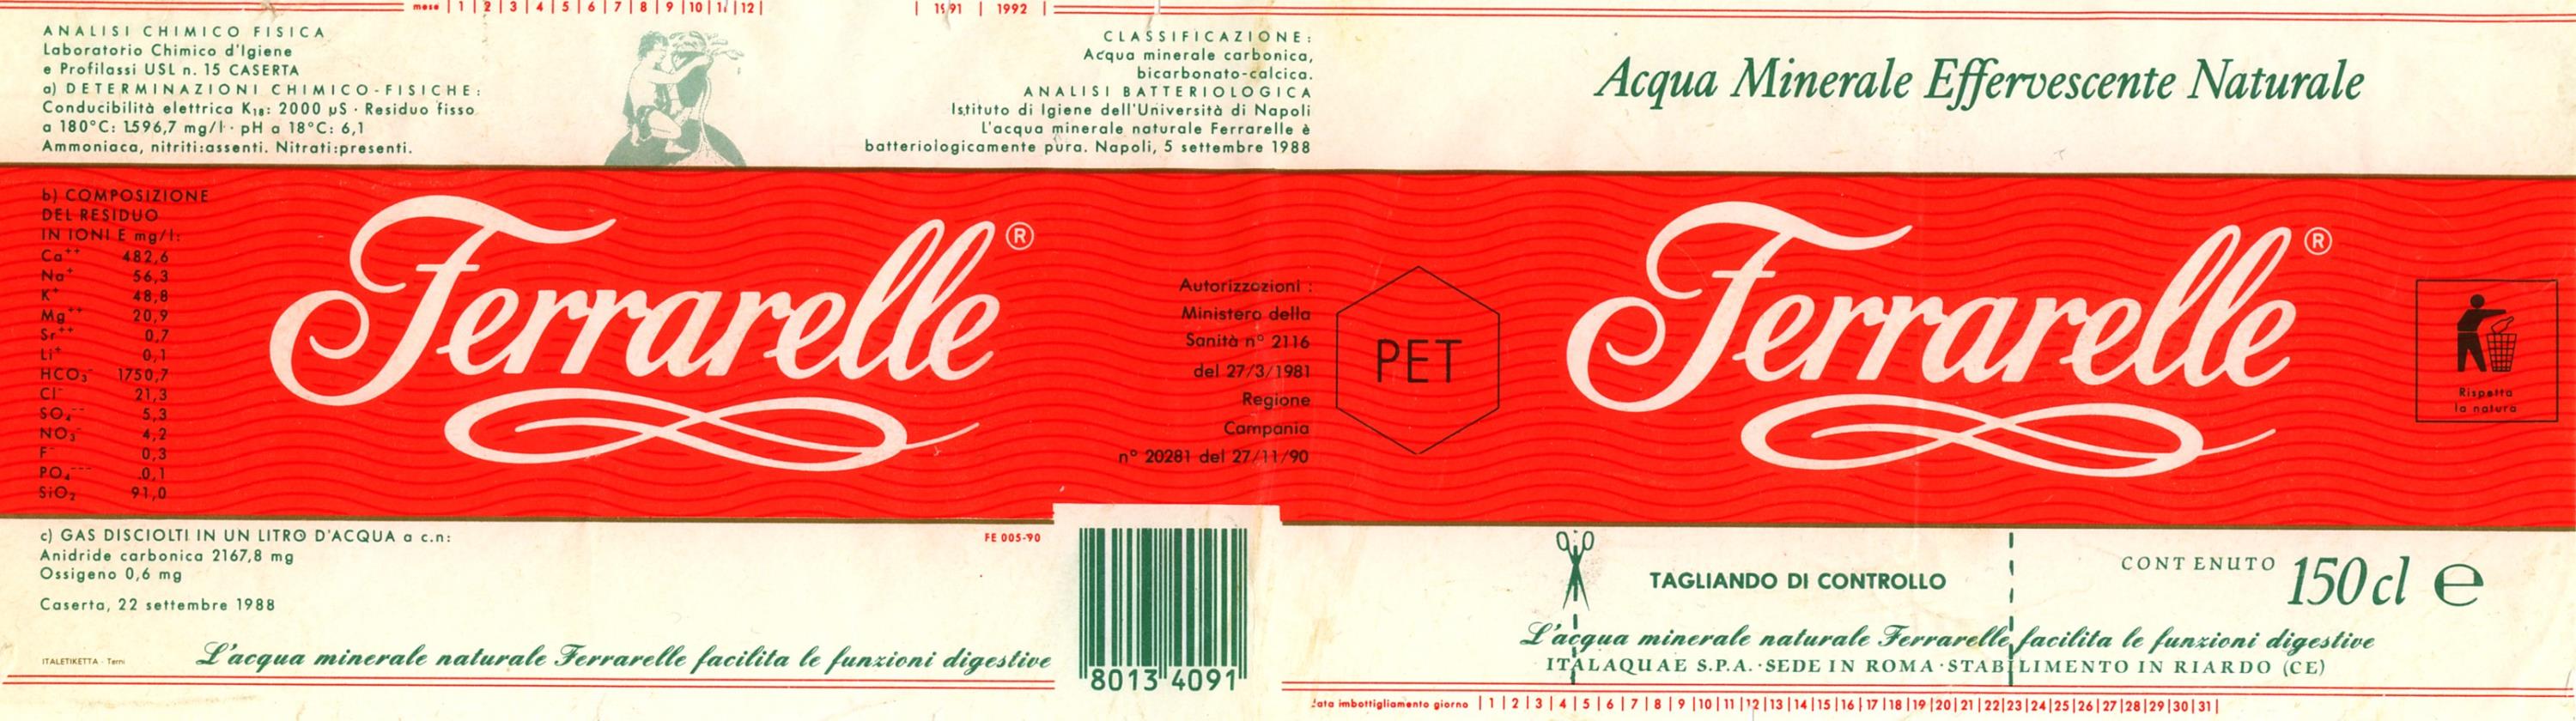 mese | 1 | 2 | 3 | 4 | 5 | 6 | 7 | 8 | 9 | 10 | 11 | 12 |
| 1991 | 1992 |
ANALISI CHIMICO FISICA
Laboratorio Chimico d'Igiene
e Profilassi USL n. 15 CASERTA
a) DETERMINAZIONI CHIMICO-FISICHE:
Conducibilità elettrica K₁₈: 2000 µS · Residuo fisso
a 180°C: 1596,7 mg/l · pH a 18°C: 6,1
Ammoniaca, nitriti:assenti. Nitrati:presenti.
CLASSIFICAZIONE:
Acqua minerale carbonica,
bicarbonato-calcica.
ANALISI BATTERIOLOGICA
Istituto di Igiene dell'Università di Napoli
L'acqua minerale naturale Ferrarelle è
batteriologicamente pura. Napoli, 5 settembre 1988
Acqua Minerale Effervescente Naturale
b) COMPOSIZIONE
DEL RESIDUO
IN IONI E mg/l:
Ca⁺⁺ 482,6
Na⁺ 56,3
K⁺ 48,8
Mg⁺⁺ 20,9
Sr⁺⁺ 0,7
Li⁺ 0,1
HCO₃⁻ 1750,7
Cl⁻ 21,3
SO₄⁻⁻ 5,3
NO₃⁻ 4,2
F⁻ 0,3
PO₄⁻⁻⁻ 0,1
SiO₂ 91,0
Ferrarelle®
Autorizzazioni :
Ministero della
Sanità n° 2116
del 27/3/1981
Regione
Campania
n° 20281 del 27/11/90
PET
Ferrarelle®
Rispetta
la natura
c) GAS DISCIOLTI IN UN LITRO D'ACQUA a c.n:
Anidride carbonica 2167,8 mg
Ossigeno 0,6 mg
Caserta, 22 settembre 1988
FE 005-90
ITALETIKETTA - Terni
L'acqua minerale naturale Ferrarelle facilita le funzioni digestive
8013 4091
TAGLIANDO DI CONTROLLO
CONTENUTO 150 cl ℮
L'acqua minerale naturale Ferrarelle facilita le funzioni digestive
ITALAQUAE S.P.A. · SEDE IN ROMA · STABILIMENTO IN RIARDO (CE)
data imbottigliamento giorno | 1 | 2 | 3 | 4 | 5 | 6 | 7 | 8 | 9 | 10 | 11 | 12 | 13 | 14 | 15 | 16 | 17 | 18 | 19 | 20 | 21 | 22 | 23 | 24 | 25 | 26 | 27 | 28 | 29 | 30 | 31 |